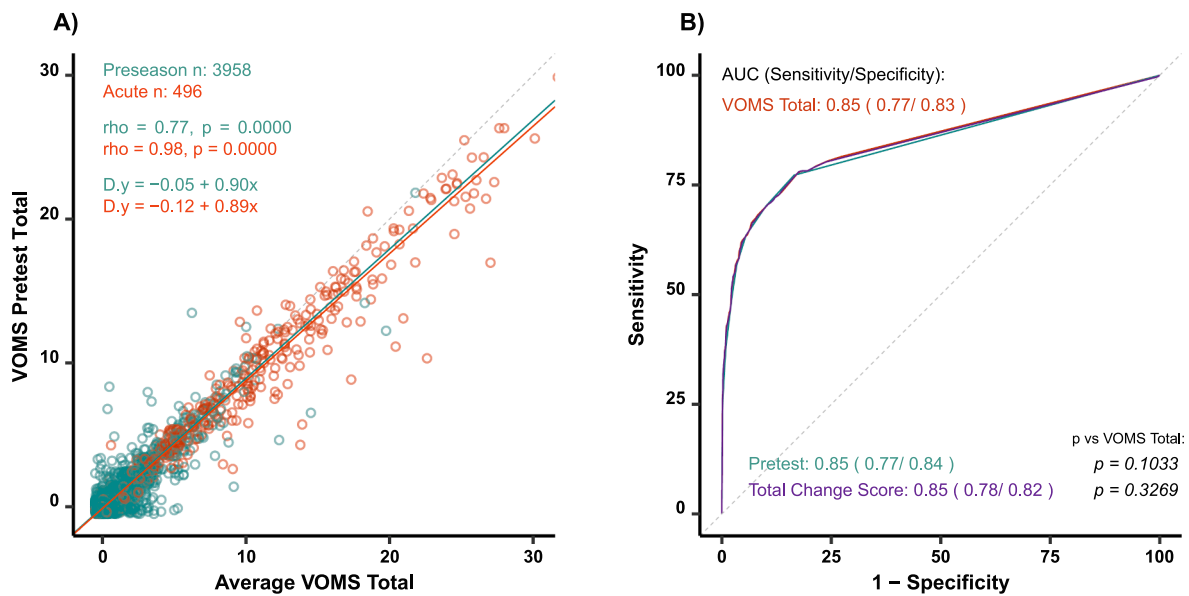 A)
30
20
10
0
VOMS Pretest Total
Preseason n: 3958
Acute n: 496
rho = 0.77, p = 0.0000
rho = 0.98, p = 0.0000
D.y = −0.05 + 0.90x
D.y = −0.12 + 0.89x
0
10
20
30
Average VOMS Total
B)
100
75
50
25
0
Sensitivity
AUC (Sensitivity/Specificity):
VOMS Total: 0.85 ( 0.77/ 0.83 )
p vs VOMS Total:
Pretest: 0.85 ( 0.77/ 0.84 )
p = 0.1033
Total Change Score: 0.85 ( 0.78/ 0.82 )
p = 0.3269
0
25
50
75
100
1 − Specificity